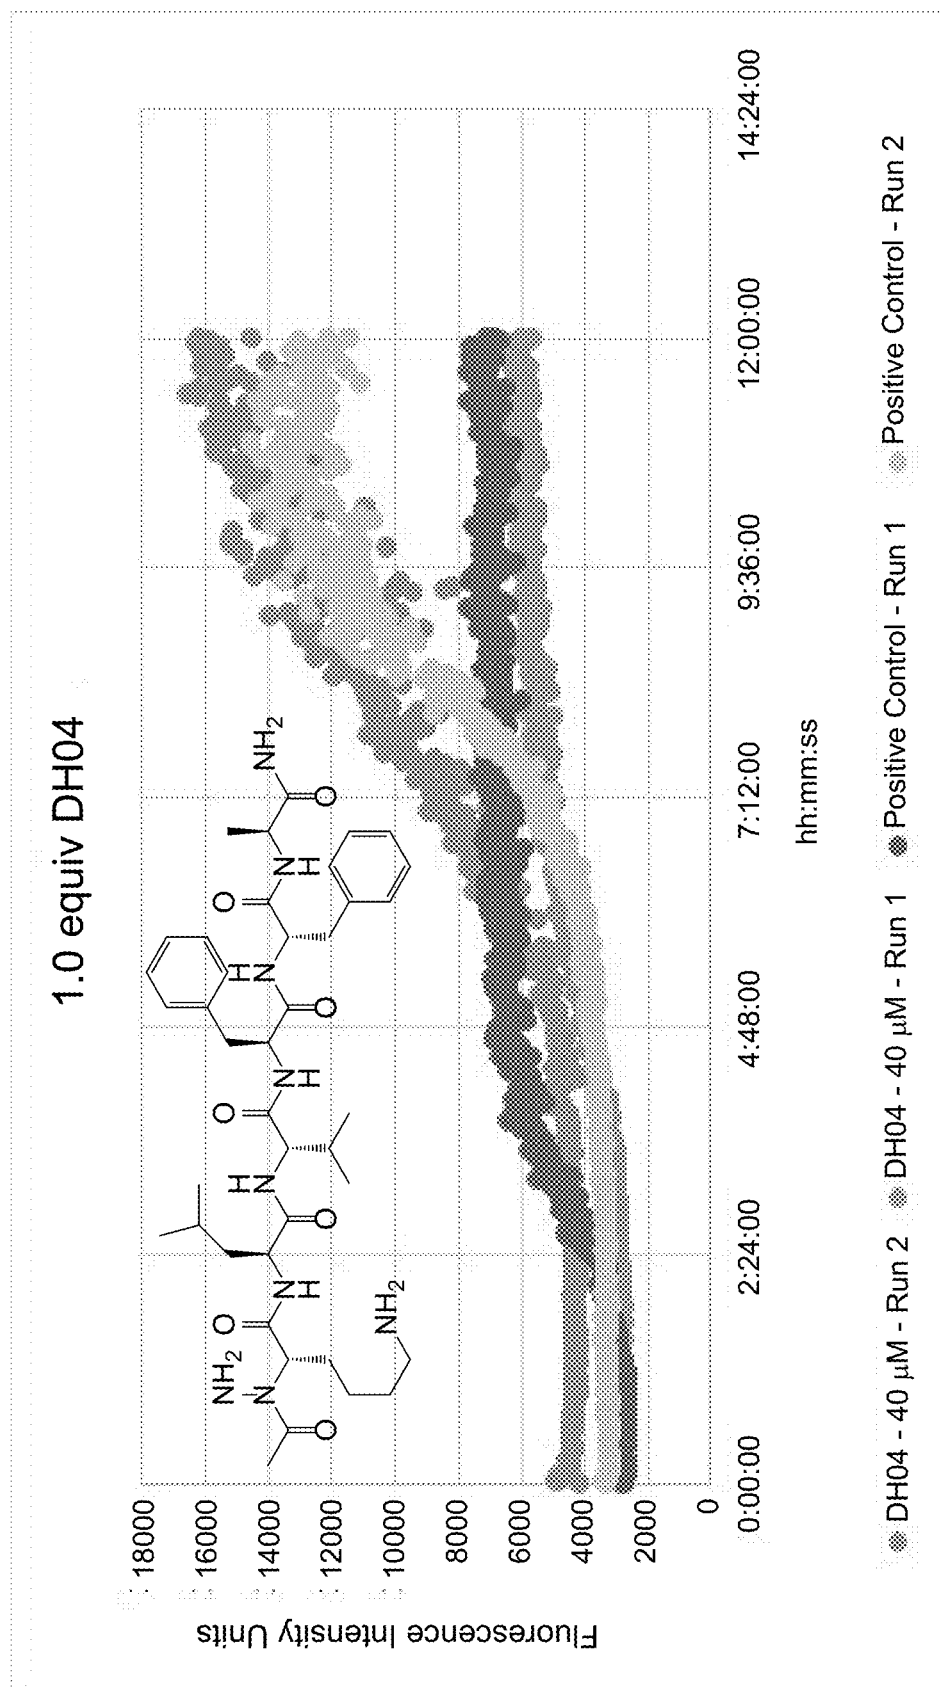 1.0 equiv DH04
Fluorescence Intensity Units
18000
16000
14000
12000
10000
8000
6000
4000
2000
0
0:00:00 2:24:00 4:48:00 7:12:00 9:36:00 12:00:00 14:24:00
hh:mm:ss
O NH2
N
O
NH2
N
H
O
H
N
O
N
H
O
H
N
O
N
H
O
NH2
DH04 - 40 µM - Run 2 DH04 - 40 µM - Run 1 Positive Control - Run 1 Positive Control - Run 2